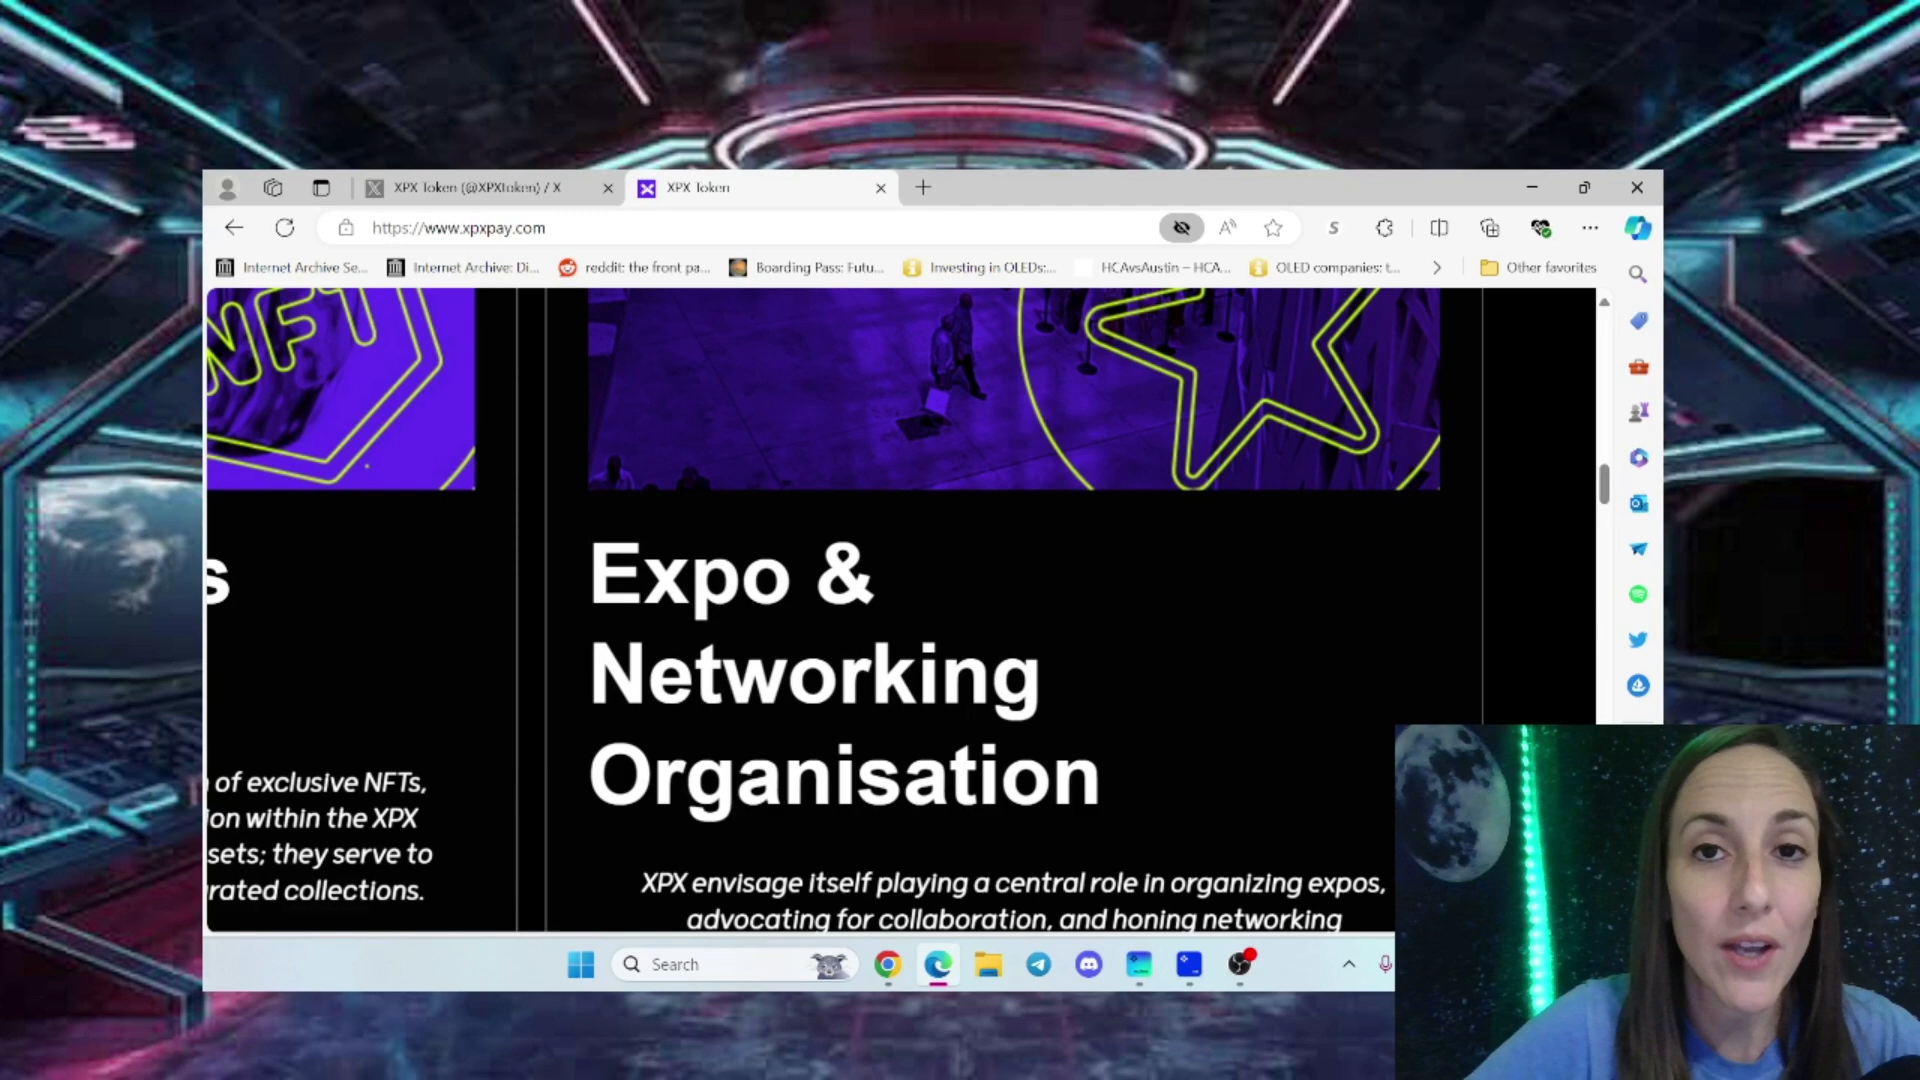 XPX Token (@XPXtoken) / X
XPX Token
https://www.xpxpay.com
Internet Archive Se...
Internet Archive: Di...
reddit: the front pa...
Boarding Pass: Futu...
Investing in OLEDs:...
HCAvsAustin – HCA...
OLED companies: t...
Other favorites
NFT
Expo &
Networking
Organisation
s
of exclusive NFTs,
ion within the XPX
sets; they serve to
rated collections.
XPX envisage itself playing a central role in organizing expos,
advocating for collaboration, and honing networking
Search